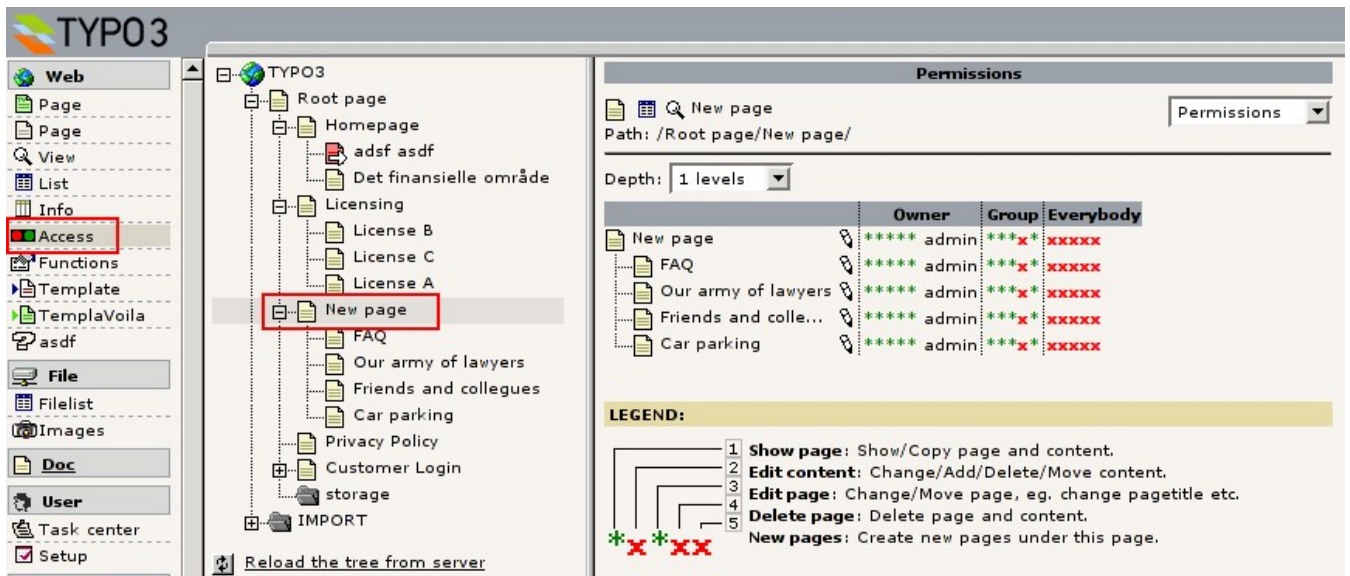 TYPO3
Web
Page
Page
View
List
Info
Access
Functions
Template
TemplaVoila
asdf
File
Filelist
Images
Doc
User
Task center
Setup
TYPO3
Root page
Homepage
adsf asdf
Det finansielle område
Licensing
License B
License C
License A
New page
FAQ
Our army of lawyers
Friends and collegues
Car parking
Privacy Policy
Customer Login
storage
IMPORT
Reload the tree from server
Permissions
New page
Permissions
Path: /Root page/New page/
Depth: 1 levels
Owner Group Everybody
New page ***** admin ***x* xxxxx
FAQ ***** admin ***x* xxxxx
Our army of lawyers ***** admin ***x* xxxxx
Friends and colle... ***** admin ***x* xxxxx
Car parking ***** admin ***x* xxxxx
LEGEND:
1 Show page: Show/Copy page and content.
2 Edit content: Change/Add/Delete/Move content.
3 Edit page: Change/Move page, eg. change pagetitle etc.
4 Delete page: Delete page and content.
5 New pages: Create new pages under this page.
*x*xx